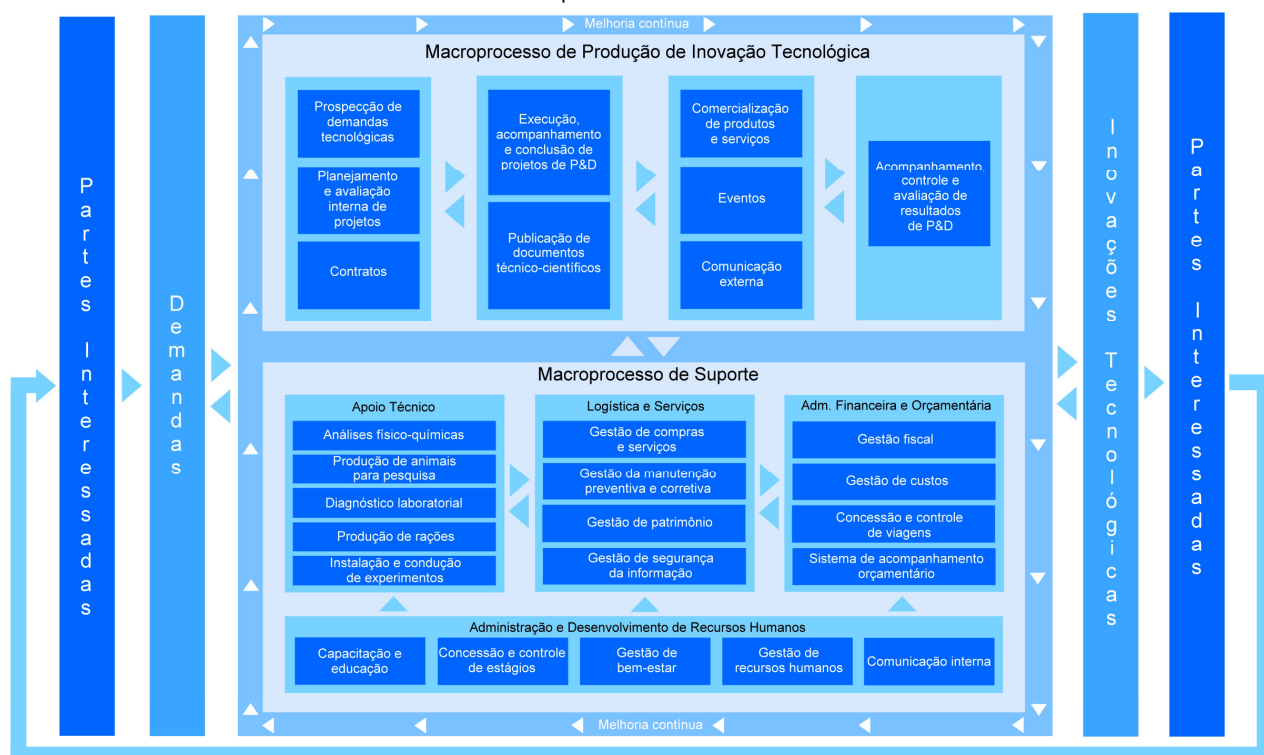 Melhoria contínua
Macroprocesso de Produção de Inovação Tecnológica
Partes Interessadas
Demandas
Prospecção de
demandas
tecnológicas
Planejamento
e avaliação
interna de
projetos
Contratos
Execução,
acompanhamento
e conclusão de
projetos de P&D
Publicação de
documentos
técnico-científicos
Comercialização
de produtos
e serviços
Eventos
Comunicação
externa
Acompanhamento,
controle e
avaliação de
resultados
de P&D
Macroprocesso de Suporte
Apoio Técnico
Análises físico-químicas
Produção de animais
para pesquisa
Diagnóstico laboratorial
Produção de rações
Instalação e condução
de experimentos
Logística e Serviços
Gestão de compras
e serviços
Gestão da manutenção
preventiva e corretiva
Gestão de patrimônio
Gestão de segurança
da informação
Adm. Financeira e Orçamentária
Gestão fiscal
Gestão de custos
Concessão e controle
de viagens
Sistema de acompanhamento
orçamentário
Administração e Desenvolvimento de Recursos Humanos
Capacitação e
educação
Concessão e controle
de estágios
Gestão de
bem-estar
Gestão de
recursos humanos
Comunicação interna
Melhoria contínua
Inovações Tecnológicas
Partes Interessadas